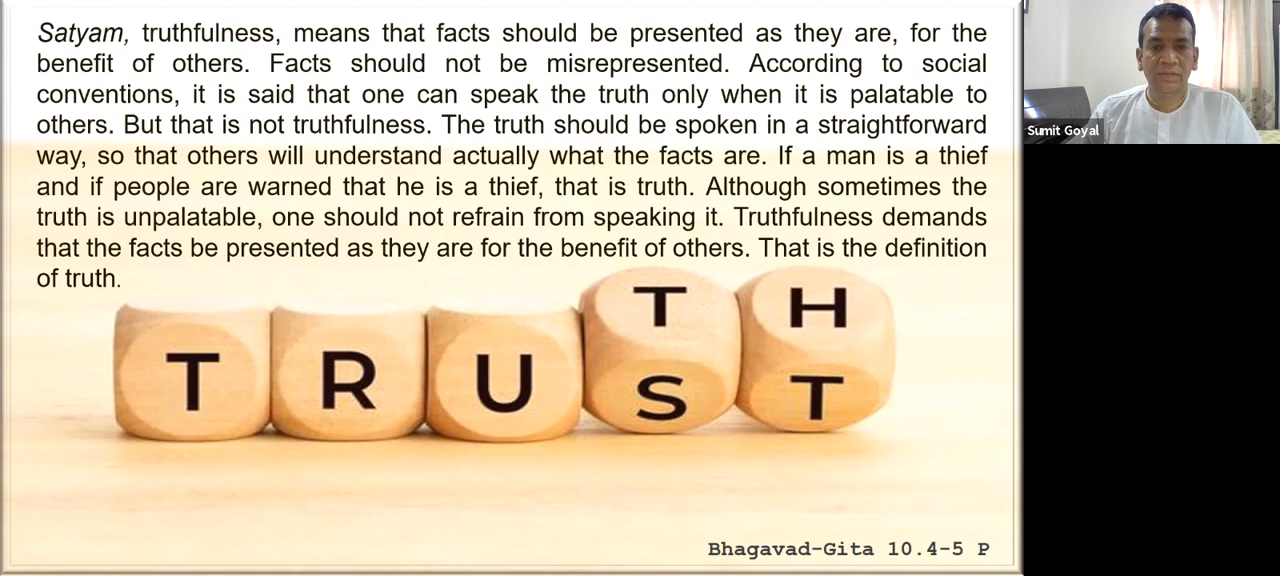 Satyam, truthfulness, means that facts should be presented as they are, for the
benefit of others. Facts should not be misrepresented. According to social
conventions, it is said that one can speak the truth only when it is palatable to
others. But that is not truthfulness. The truth should be spoken in a straightforward
way, so that others will understand actually what the facts are. If a man is a thief
and if people are warned that he is a thief, that is truth. Although sometimes the
truth is unpalatable, one should not refrain from speaking it. Truthfulness demands
that the facts be presented as they are for the benefit of others. That is the definition
of truth.
T H
T R U S T
Bhagavad-Gita 10.4-5 P
Sumit Goyal